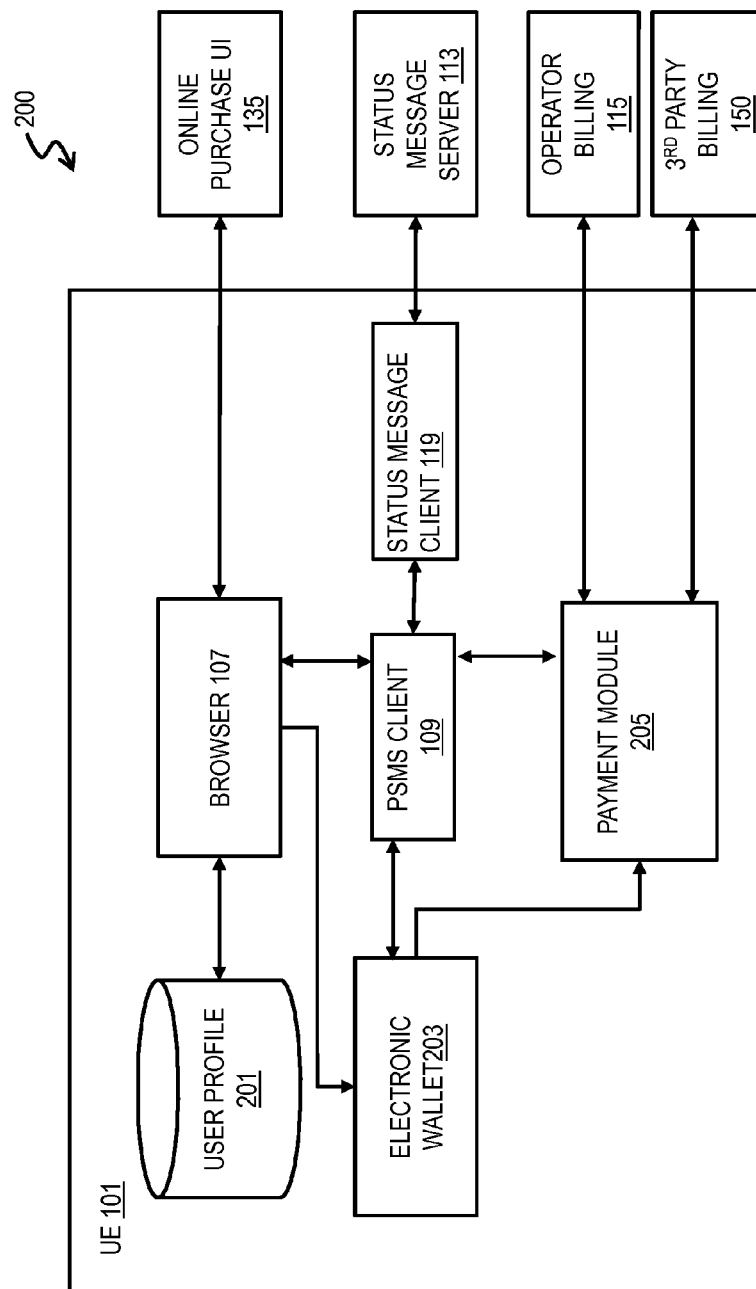 200
UE 101
USER PROFILE
201
BROWSER 107
ONLINE
PURCHASE UI
135
ELECTRONIC
WALLET203
PSMS CLIENT
109
STATUS MESSAGE
CLIENT 119
STATUS
MESSAGE
SERVER 113
PAYMENT MODULE
205
OPERATOR
BILLING
115
3RD PARTY
BILLING
150